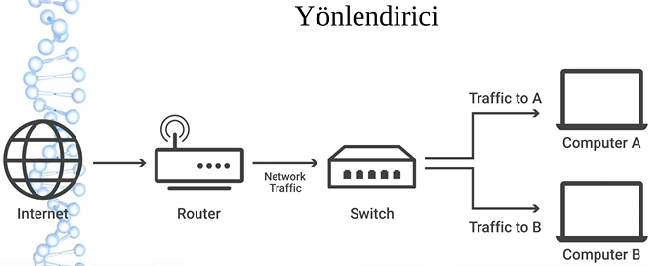 Yönlendirici
Traffic to A
Computer A
Network
Traffic
Internet
Router
Switch
Traffic to B
Computer B